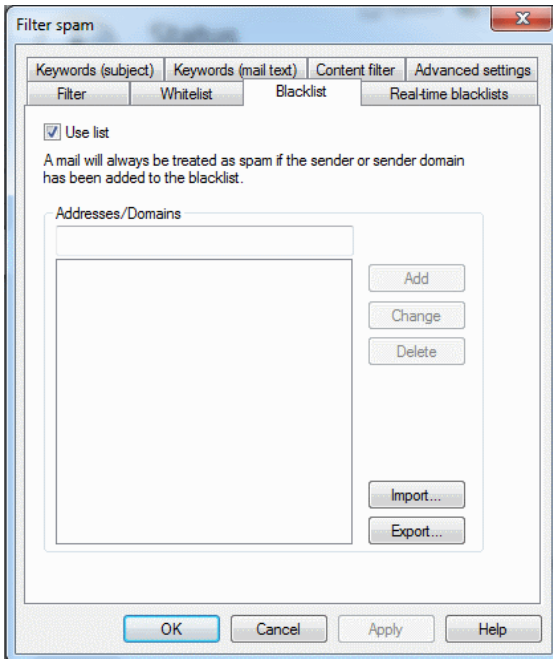 Status
Filter spam
Keywords (subject) Keywords (mail text) Content filter Advanced settings
Filter Whitelist Blacklist Real-time blacklists
Use list
A mail will always be treated as spam if the sender or sender domain
has been added to the blacklist.
Addresses/Domains
Add
Change
Delete
Import...
Export...
OK Cancel Apply Help